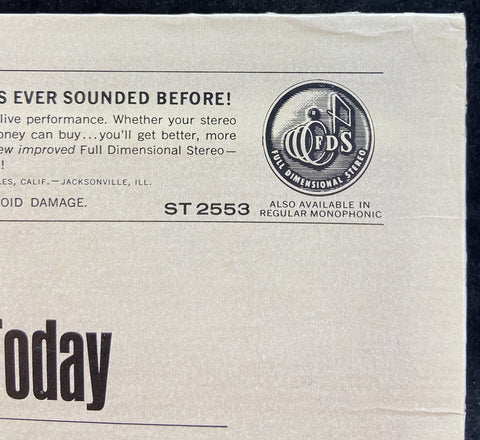 S EVER SOUNDED BEFORE!
live performance. Whether your stereo
oney can buy...you'll get better, more
ew improved Full Dimensional Stereo—
!
LES, CALIF.—JACKSONVILLE, ILL.
OID DAMAGE.
ST 2553
FDS
FULL DIMENSIONAL STEREO
ALSO AVAILABLE IN
REGULAR MONOPHONIC
Today